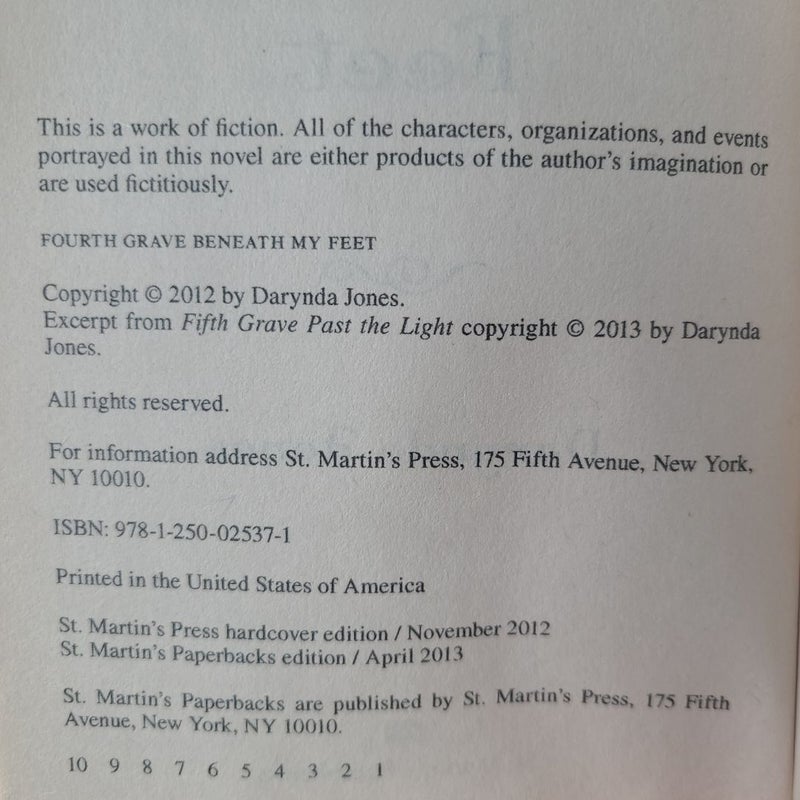 This is a work of fiction. All of the characters, organizations, and events
portrayed in this novel are either products of the author's imagination or
are used fictitiously.
FOURTH GRAVE BENEATH MY FEET
Copyright © 2012 by Darynda Jones.
Excerpt from Fifth Grave Past the Light copyright © 2013 by Darynda
Jones.
All rights reserved.
For information address St. Martin's Press, 175 Fifth Avenue, New York,
NY 10010.
ISBN: 978-1-250-02537-1
Printed in the United States of America
St. Martin's Press hardcover edition / November 2012
St. Martin's Paperbacks edition / April 2013
St. Martin's Paperbacks are published by St. Martin's Press, 175 Fifth
Avenue, New York, NY 10010.
10 9 8 7 6 5 4 3 2 1